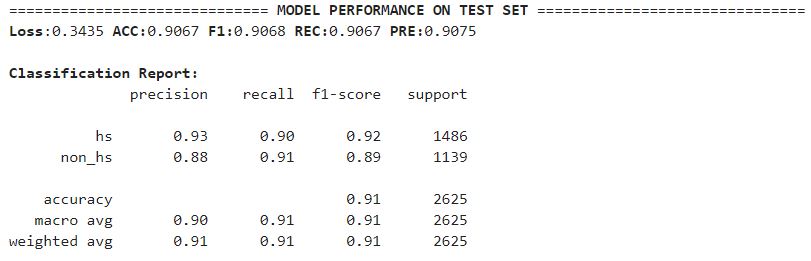 ============================== MODEL PERFORMANCE ON TEST SET ===============================
Loss:0.3435 ACC:0.9067 F1:0.9068 REC:0.9067 PRE:0.9075
Classification Report:
precision recall f1-score support
hs 0.93 0.90 0.92 1486
non_hs 0.88 0.91 0.89 1139
accuracy 0.91 2625
macro avg 0.90 0.91 0.91 2625
weighted avg 0.91 0.91 0.91 2625